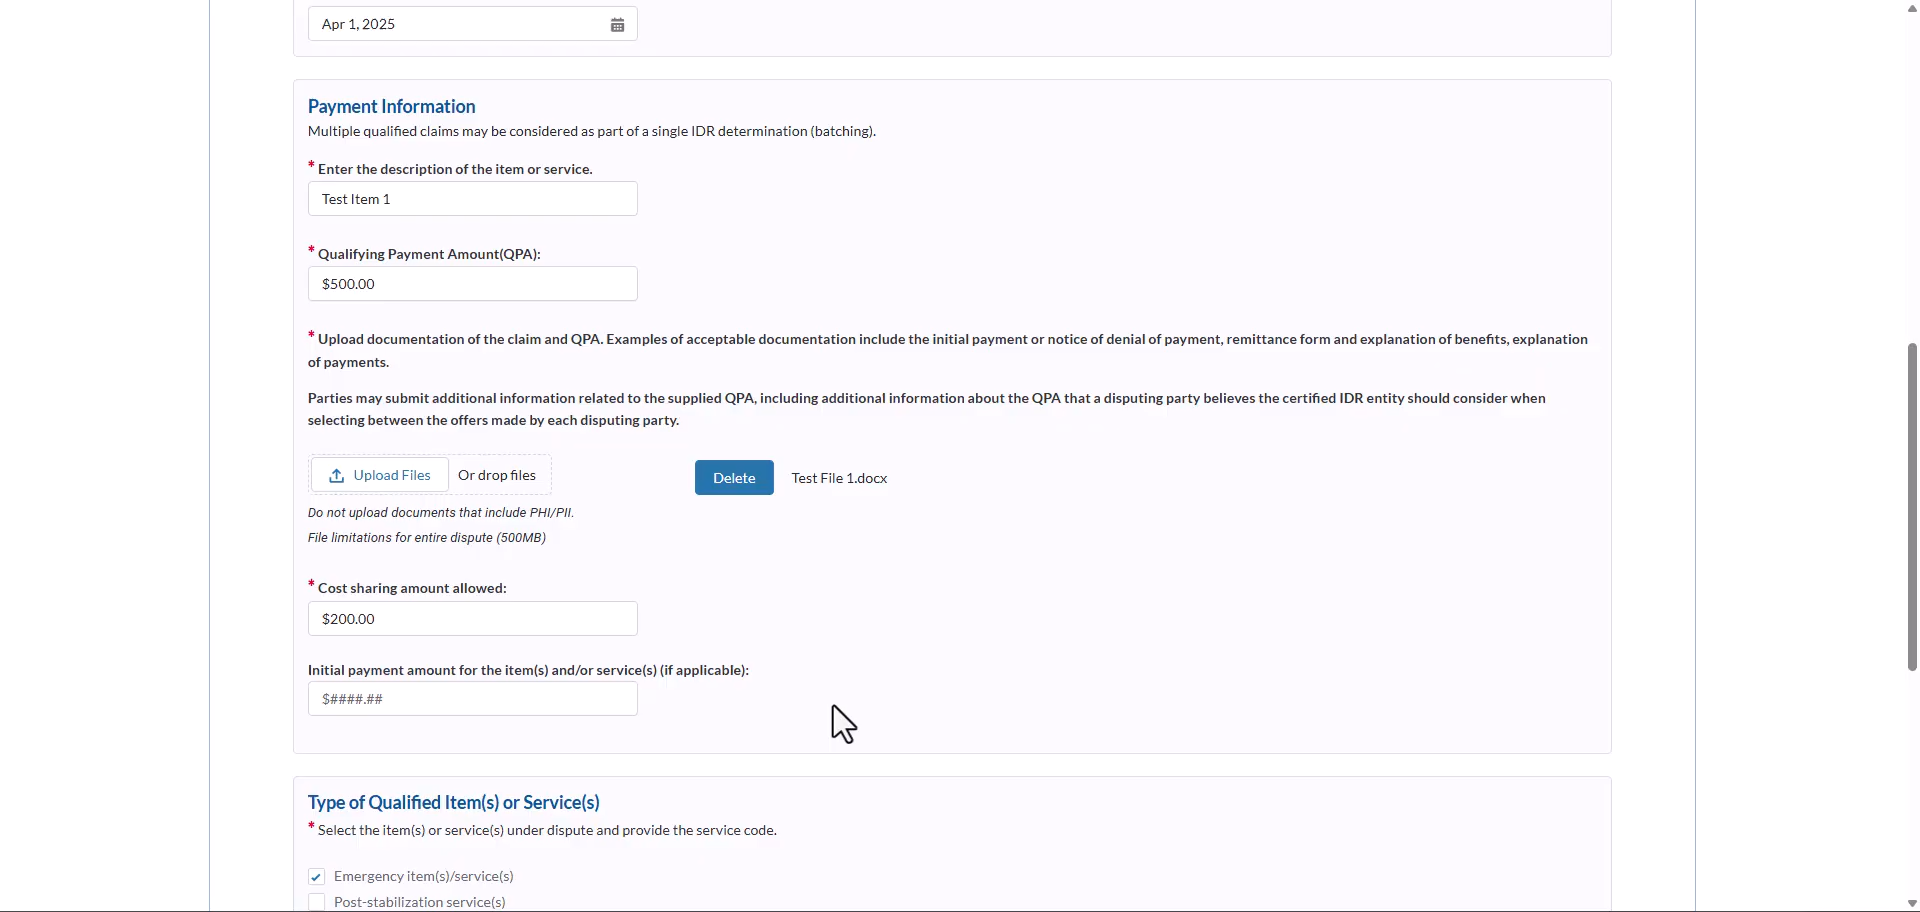 Apr 1, 2025
Payment Information
Multiple qualified claims may be considered as part of a single IDR determination (batching).
* Enter the description of the item or service.
Test Item 1
* Qualifying Payment Amount(QPA):
$500.00
* Upload documentation of the claim and QPA. Examples of acceptable documentation include the initial payment or notice of denial of payment, remittance form and explanation of benefits, explanation
of payments.
Parties may submit additional information related to the supplied QPA, including additional information about the QPA that a disputing party believes the certified IDR entity should consider when
selecting between the offers made by each disputing party.
Upload Files Or drop files Delete Test File 1.docx
Do not upload documents that include PHI/PII.
File limitations for entire dispute (500MB)
* Cost sharing amount allowed:
$200.00
Initial payment amount for the item(s) and/or service(s) (if applicable):
$####.##
Type of Qualified Item(s) or Service(s)
* Select the item(s) or service(s) under dispute and provide the service code.
Emergency item(s)/service(s)
Post-stabilization service(s)